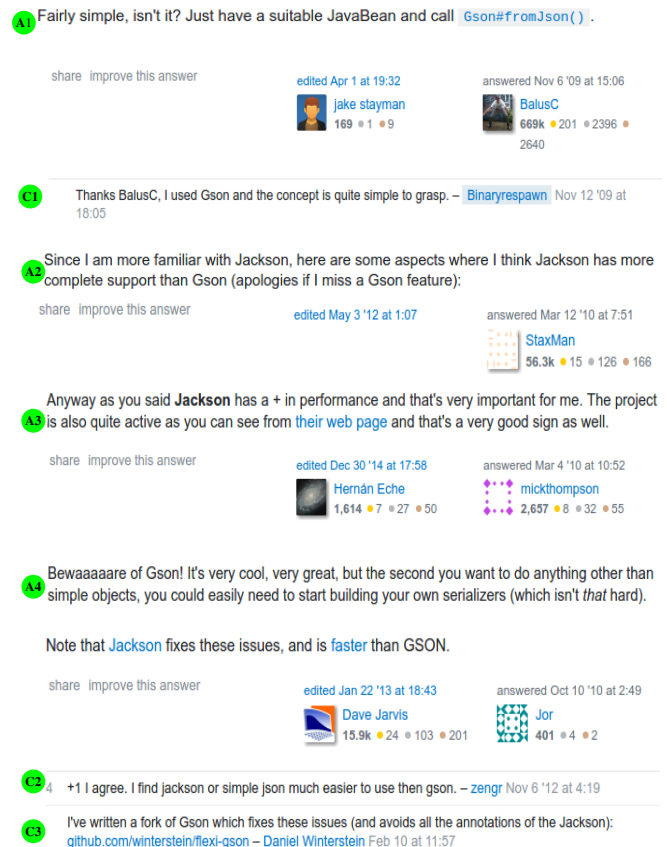 A1 Fairly simple, isn't it? Just have a suitable JavaBean and call Gson#fromJson() .
share improve this answer
edited Apr 1 at 19:32
answered Nov 6 '09 at 15:06
jake stayman
169 1 9
BalusC
669k 201 2396
2640
C1 Thanks BalusC, I used Gson and the concept is quite simple to grasp. – Binaryrespawn Nov 12 '09 at
18:05
A2 Since I am more familiar with Jackson, here are some aspects where I think Jackson has more
complete support than Gson (apologies if I miss a Gson feature):
share improve this answer
edited May 3 '12 at 1:07
answered Mar 12 '10 at 7:51
StaxMan
56.3k 15 126 166
A3 Anyway as you said Jackson has a + in performance and that's very important for me. The project
is also quite active as you can see from their web page and that's a very good sign as well.
share improve this answer
edited Dec 30 '14 at 17:58
answered Mar 4 '10 at 10:52
Hernán Eche
1,614 7 27 50
mickthompson
2,657 8 32 55
A4 Bewaaaaare of Gson! It's very cool, very great, but the second you want to do anything other than
simple objects, you could easily need to start building your own serializers (which isn't that hard).
Note that Jackson fixes these issues, and is faster than GSON.
share improve this answer
edited Jan 22 '13 at 18:43
answered Oct 10 '10 at 2:49
Dave Jarvis
15.9k 24 103 201
Jor
401 4 2
C2 4 +1 I agree. I find jackson or simple json much easier to use then gson. – zengr Nov 6 '12 at 4:19
C3 I've written a fork of Gson which fixes these issues (and avoids all the annotations of the Jackson):
github.com/winterstein/flexi-gson – Daniel Winterstein Feb 10 at 11:57